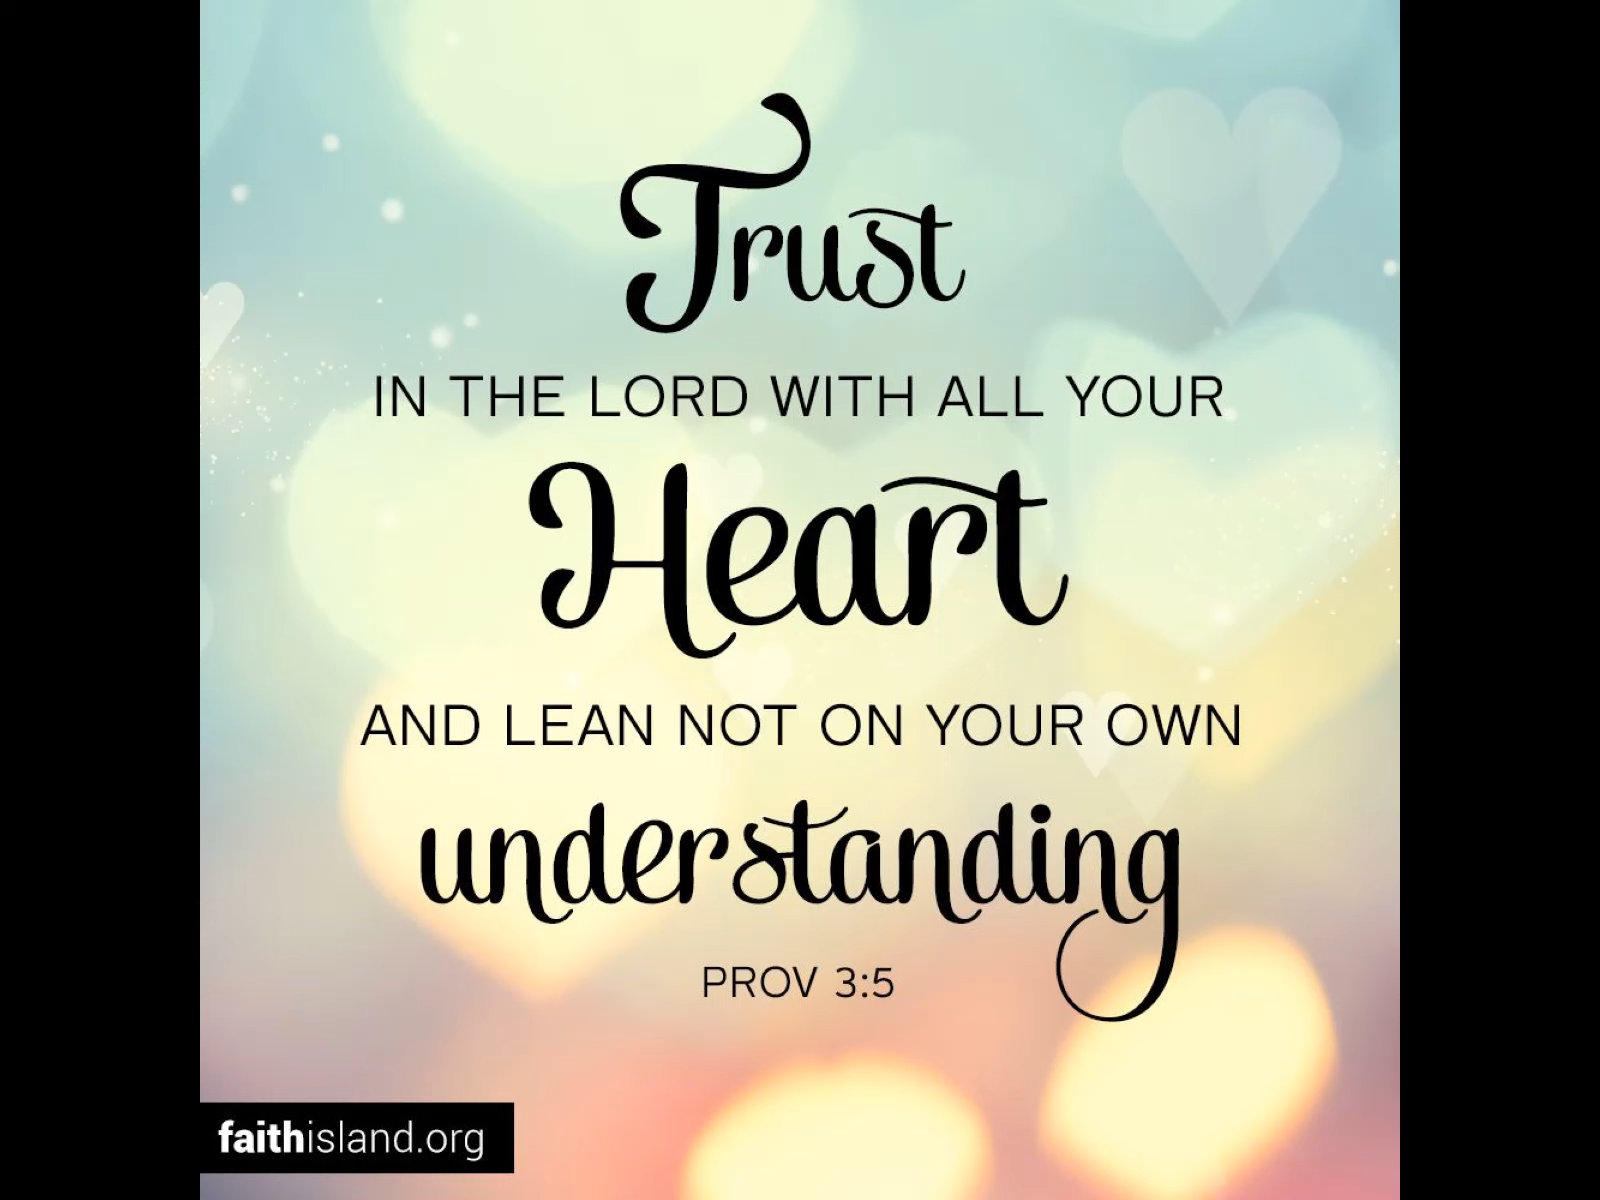 Trust
IN THE LORD WITH ALL YOUR
Heart
AND LEAN NOT ON YOUR OWN
understanding
PROV 3:5
faithisland.org